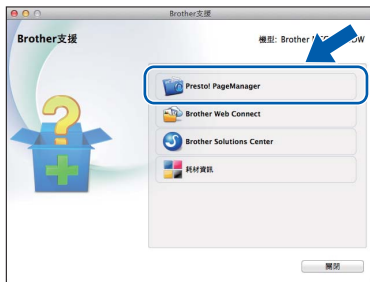 Brother支援
Brother支援
機型: Brother
Presto! PageManager
Brother Web Connect
Brother Solutions Center
耗材資訊
關閉